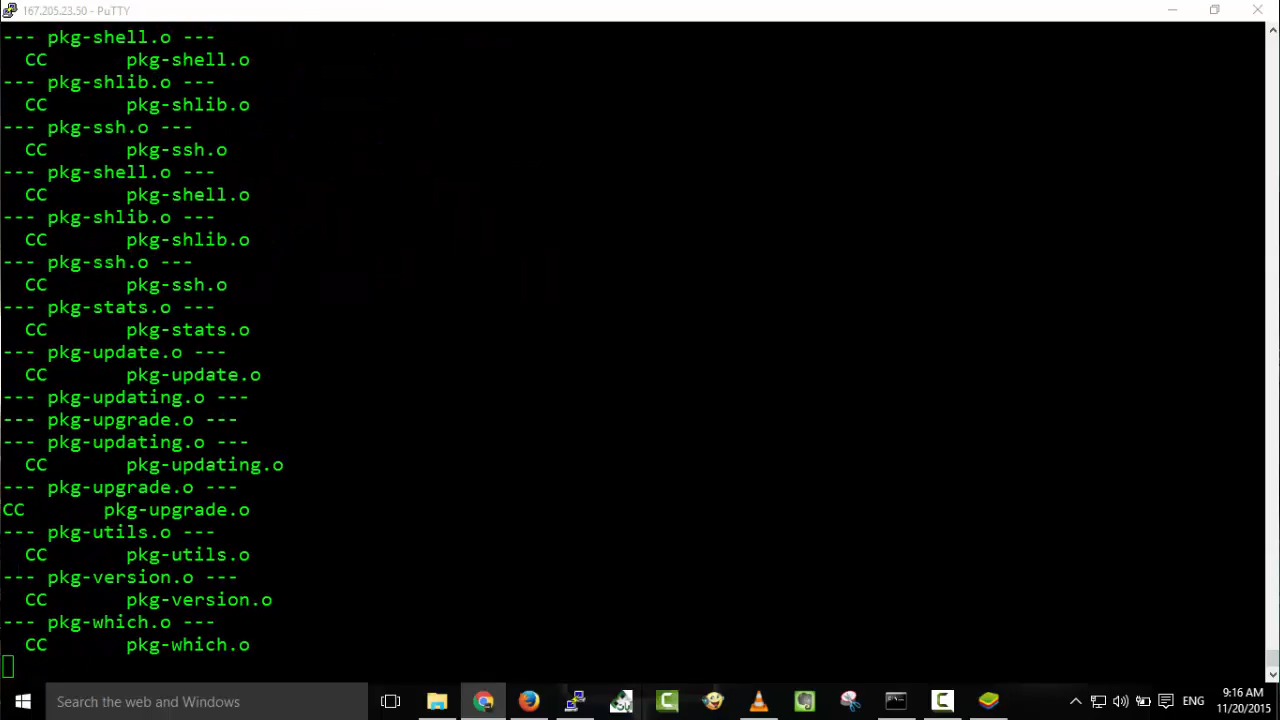 167.205.23.50 - PuTTY
--- pkg-shell.o ---
  CC       pkg-shell.o
--- pkg-shlib.o ---
  CC       pkg-shlib.o
--- pkg-ssh.o ---
  CC       pkg-ssh.o
--- pkg-shell.o ---
  CC       pkg-shell.o
--- pkg-shlib.o ---
  CC       pkg-shlib.o
--- pkg-ssh.o ---
  CC       pkg-ssh.o
--- pkg-stats.o ---
  CC       pkg-stats.o
--- pkg-update.o ---
  CC       pkg-update.o
--- pkg-updating.o ---
--- pkg-upgrade.o ---
--- pkg-updating.o ---
  CC       pkg-updating.o
--- pkg-upgrade.o ---
CC       pkg-upgrade.o
--- pkg-utils.o ---
  CC       pkg-utils.o
--- pkg-version.o ---
  CC       pkg-version.o
--- pkg-which.o ---
  CC       pkg-which.o
Search the web and Windows
ENG
9:16 AM
11/20/2015